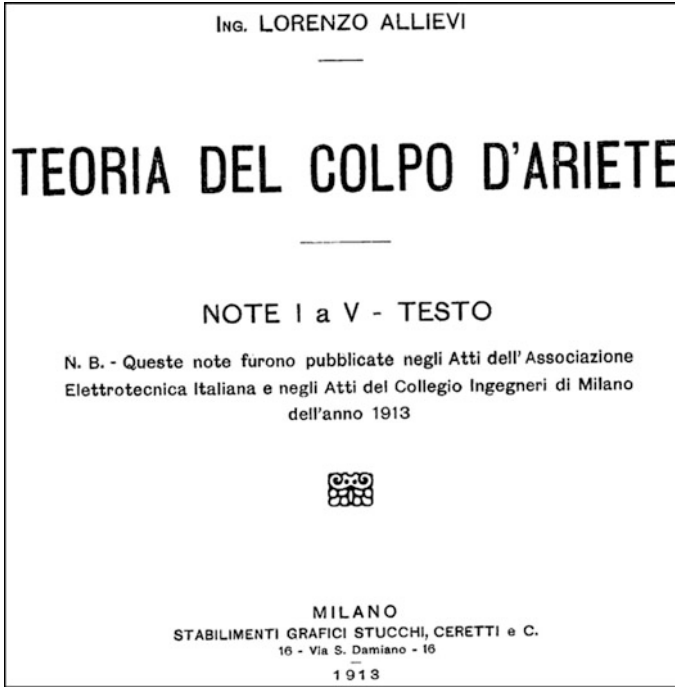 ING. LORENZO ALLIEVI
TEORIA DEL COLPO D'ARIETE
NOTE I a V - TESTO
N. B. - Queste note furono pubblicate negli Atti dell'Associazione
Elettrotecnica Italiana e negli Atti del Collegio Ingegneri di Milano
dell'anno 1913
MILANO
STABILIMENTI GRAFICI STUCCHI, CERETTI e C.
16 - Via S. Damiano - 16
1913